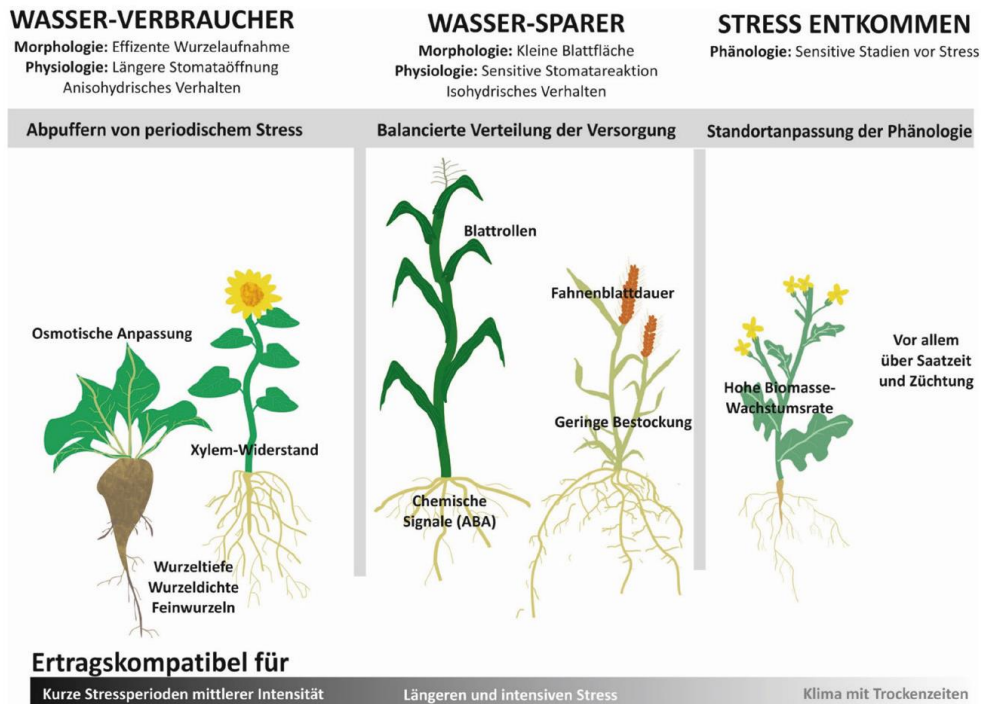 WASSER-VERBRAUCHER
Morphologie: Effizente Wurzelaufnahme
Physiologie: Längere Stomataöffnung
Anisohydrisches Verhalten
WASSER-SPARER
Morphologie: Kleine Blattfläche
Physiologie: Sensitive Stomatareaktion
Isohydrisches Verhalten
STRESS ENTKOMMEN
Phänologie: Sensitive Stadien vor Stress
Abpuffern von periodischem Stress
Balancierte Verteilung der Versorgung
Standortanpassung der Phänologie
Osmotische Anpassung
Xylem-Widerstand
Wurzeltiefe
Wurzeldichte
Feinwurzeln
Blattrollen
Fahnenblattdauer
Geringe Bestockung
Chemische
Signale (ABA)
Hohe Biomasse-
Wachstumsrate
Vor allem
über Saatzeit
und Züchtung
Ertragskompatibel für
Kurze Stressperioden mittlerer Intensität
Längeren und intensiven Stress
Klima mit Trockenzeiten